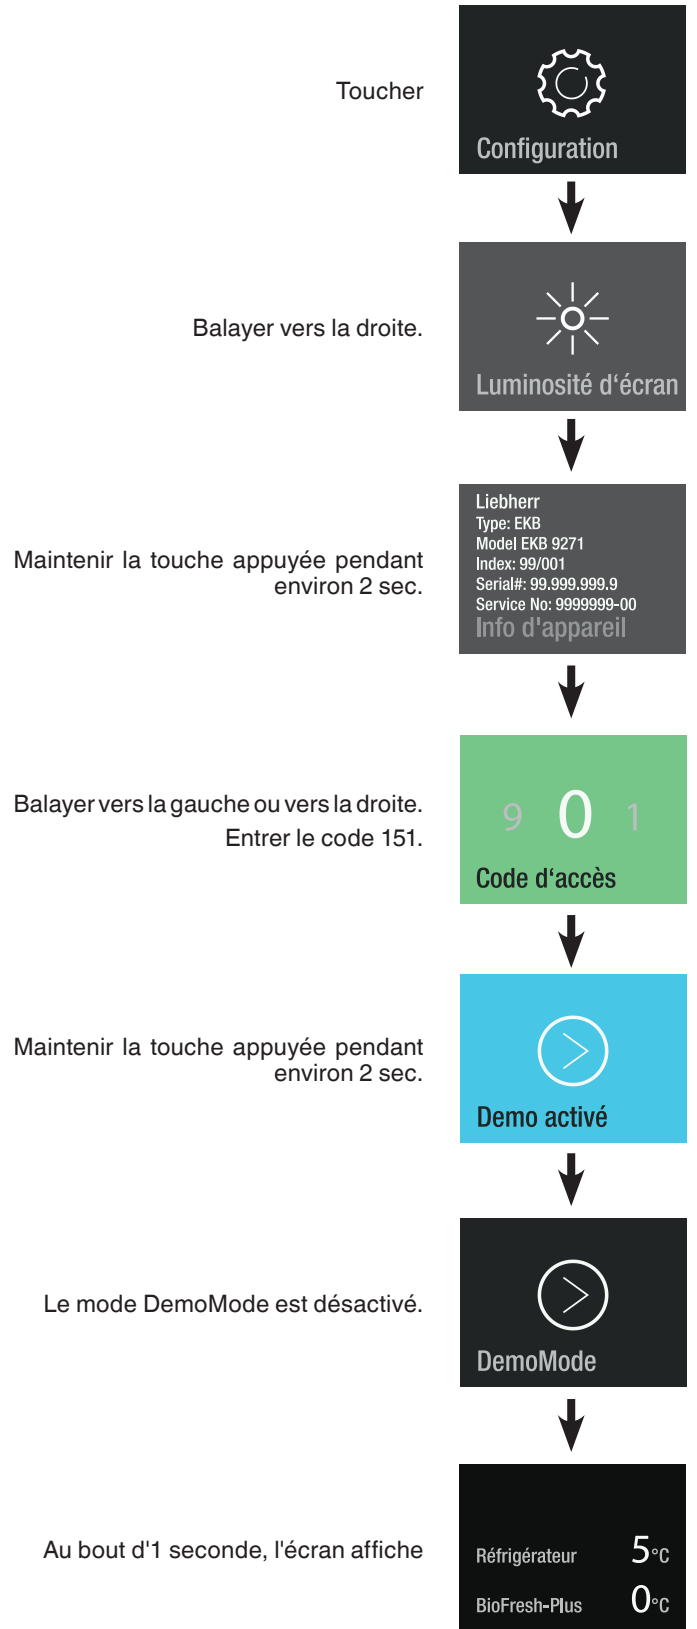 Toucher
Configuration
Balayer vers la droite.
Luminosité d‘écran
Liebherr
Type: EKB
Model EKB 9271
Index: 99/001
Serial#: 99.999.999.9
Service No: 9999999-00
Info d'appareil
Maintenir la touche appuyée pendant
environ 2 sec.
9 0 1
Code d‘accès
Balayer vers la gauche ou vers la droite.
Entrer le code 151.
Maintenir la touche appuyée pendant
environ 2 sec.
Demo activé
Le mode DemoMode est désactivé.
DemoMode
Au bout d'1 seconde, l'écran affiche
Réfrigérateur 5°C
BioFresh-Plus 0°C